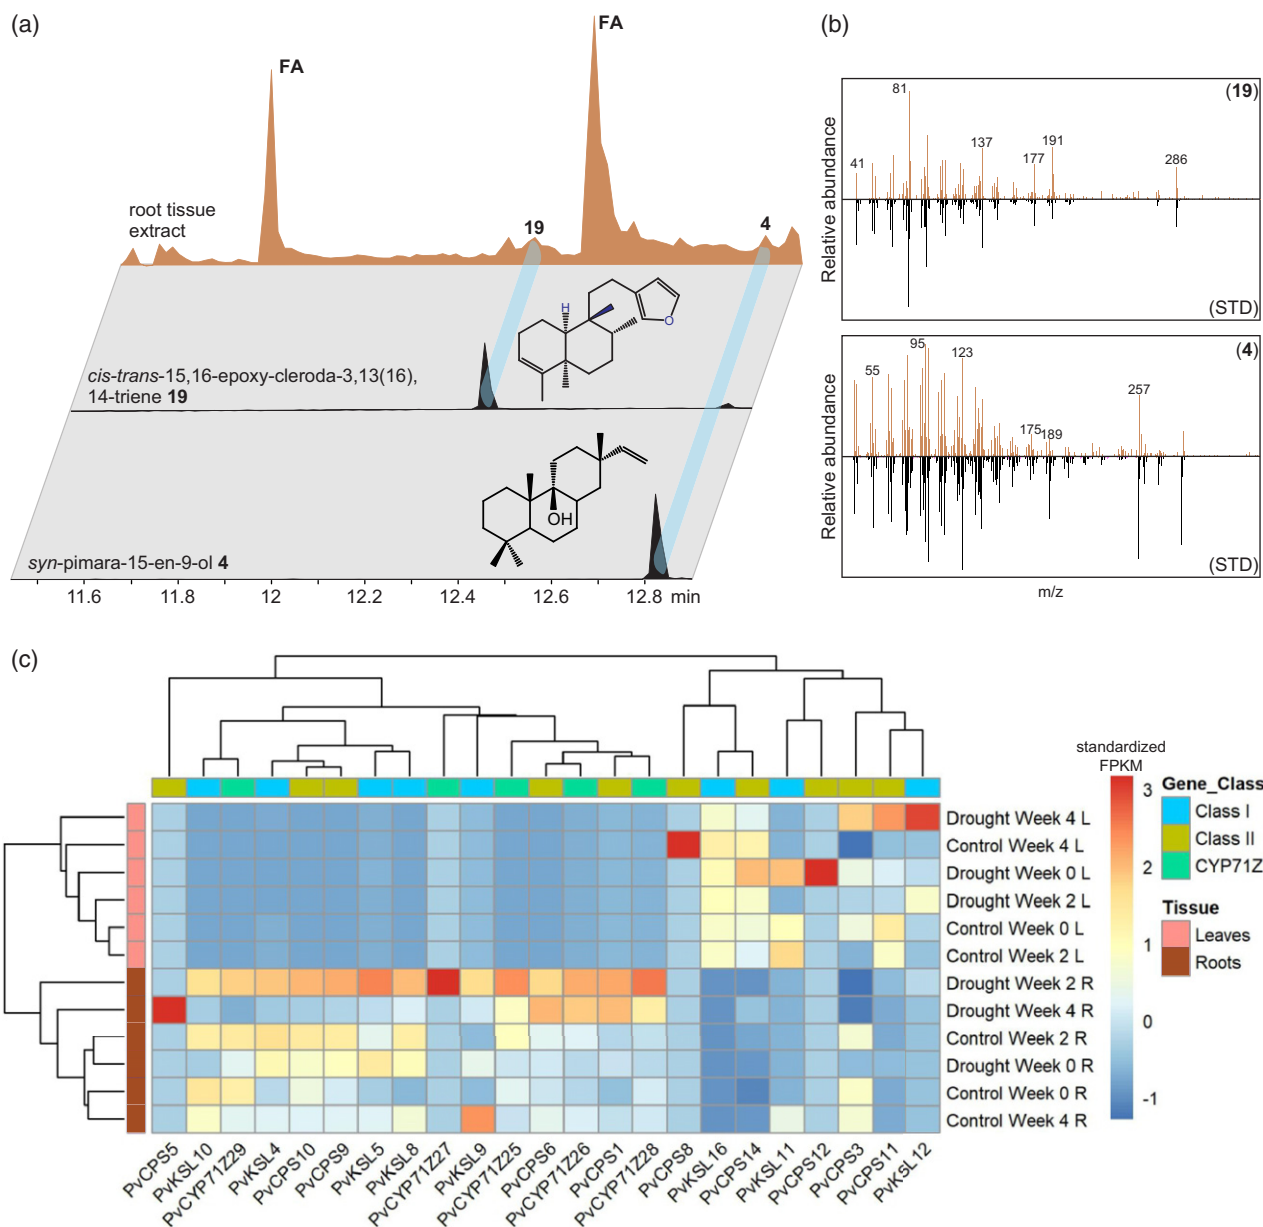 (a)
FA
FA
root tissue
extract
19
4
H
O
cis-trans-15,16-epoxy-cleroda-3,13(16),
14-triene 19
OH
syn-pimara-15-en-9-ol 4
11.6 11.8 12 12.2 12.4 12.6 12.8 min
(b)
Relative abundance
(19)
81
41
137
177
191
286
(STD)
Relative abundance
(4)
95
55
123
175
189
257
(STD)
m/z
(c)
standardized
FPKM
3
2
1
0
-1
Gene_Class
Class I
Class II
CYP71Z
Tissue
Leaves
Roots
Drought Week 4 L
Control Week 4 L
Drought Week 0 L
Drought Week 2 L
Control Week 0 L
Control Week 2 L
Drought Week 2 R
Drought Week 4 R
Control Week 2 R
Drought Week 0 R
Control Week 0 R
Control Week 4 R
PvCPS5
PvKSL10
PvCYP71Z29
PvKSL4
PvCPS10
PvCPS9
PvKSL5
PvKSL8
PvCYP71Z27
PvKSL9
PvCYP71Z25
PvCPS6
PvCYP71Z26
PvCPS1
PvCYP71Z28
PvCPS8
PvKSL16
PvCPS14
PvKSL11
PvCPS12
PvCPS3
PvCPS11
PvKSL12